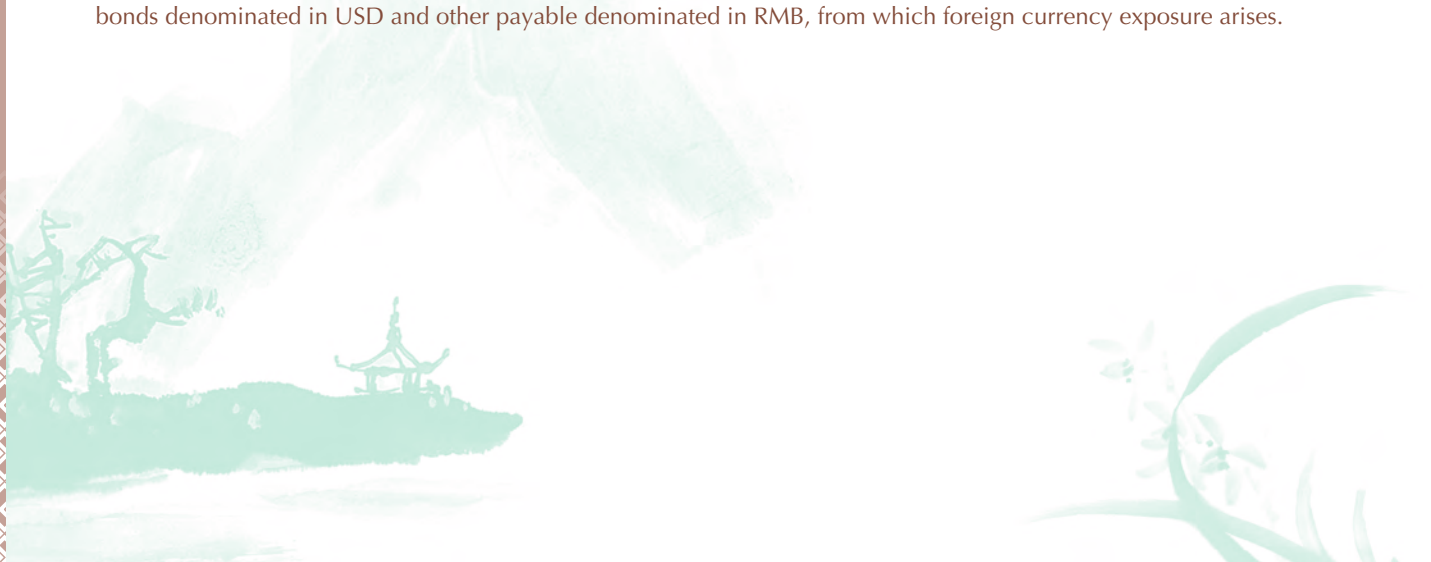 bonds denominated in USD and other payable denominated in RMB, from which foreign currency exposure arises.